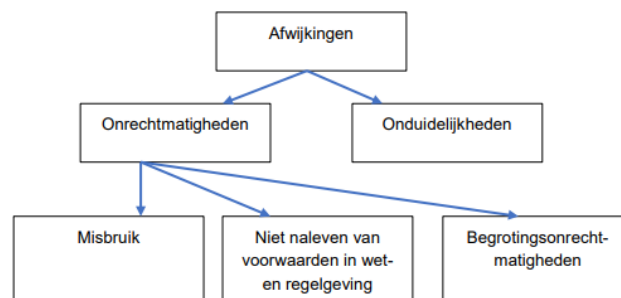 Afwijkingen
Onrechtmatigheden
Onduidelijkheden
Misbruik
Niet naleven van
voorwaarden in wet-
en regelgeving
Begrotingsonrecht-
matigheden